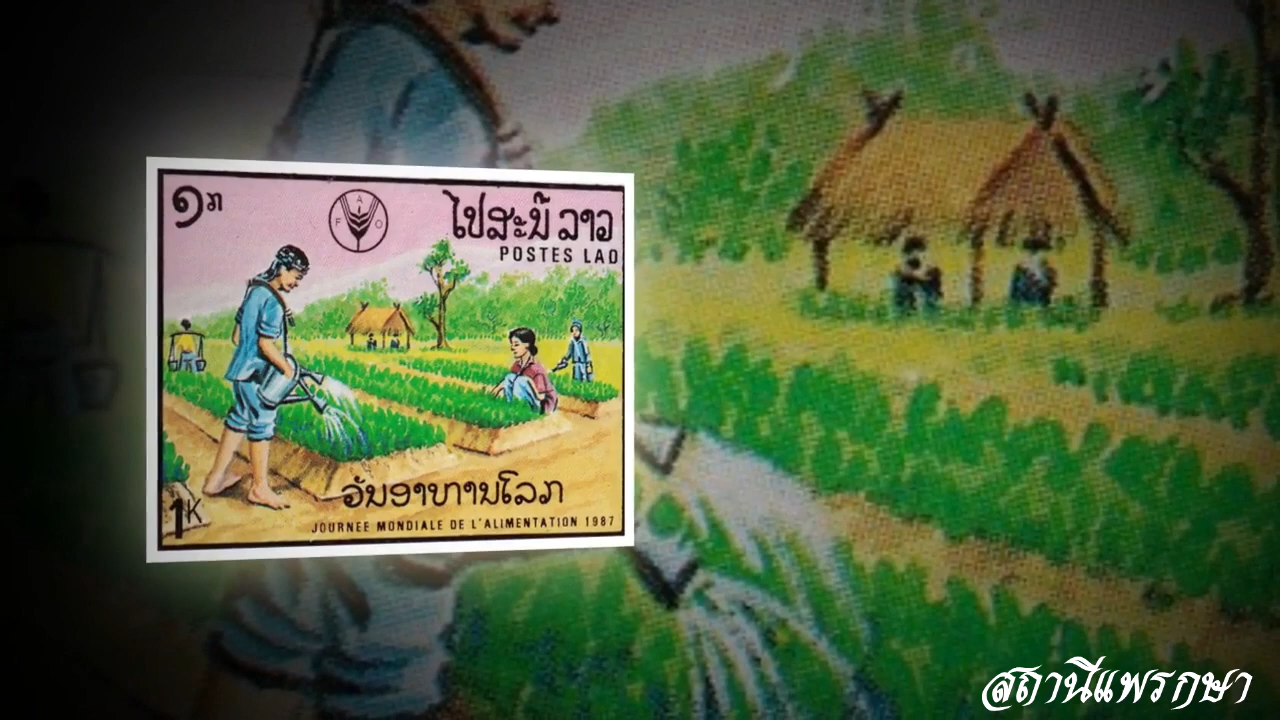 ໑ກ
F A O
ໄປສະນີ ລາວ
POSTES LAO
ວັນອາຫານໂລກ
1K
JOURNEE MONDIALE DE L'ALIMENTATION 1987
สถานีแพรกษา